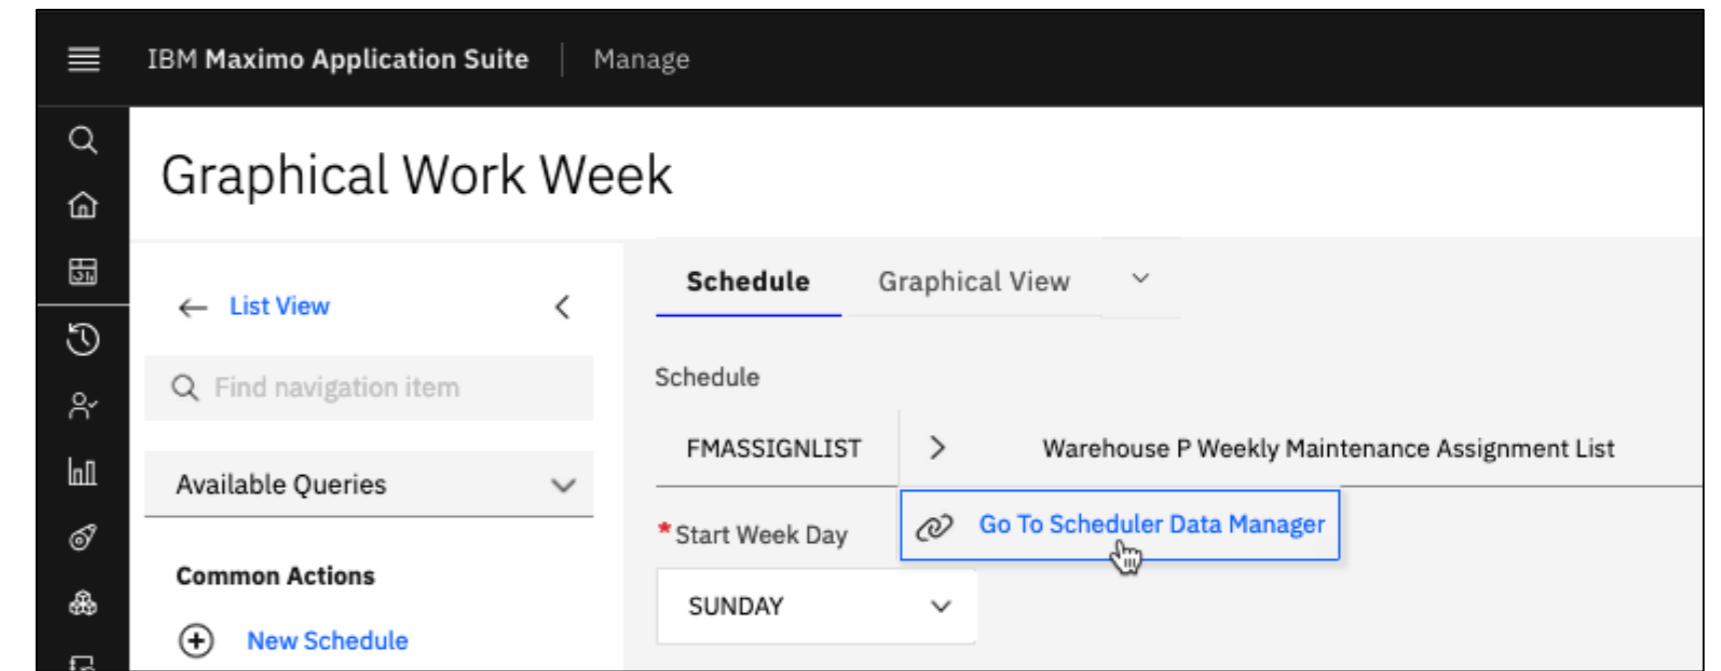 IBM Maximo Application Suite | Manage
Graphical Work Week
List View
Find navigation item
Available Queries
Common Actions
New Schedule
Schedule Graphical View
Schedule
FMASSIGNLIST Warehouse P Weekly Maintenance Assignment List
Go To Scheduler Data Manager
* Start Week Day
SUNDAY